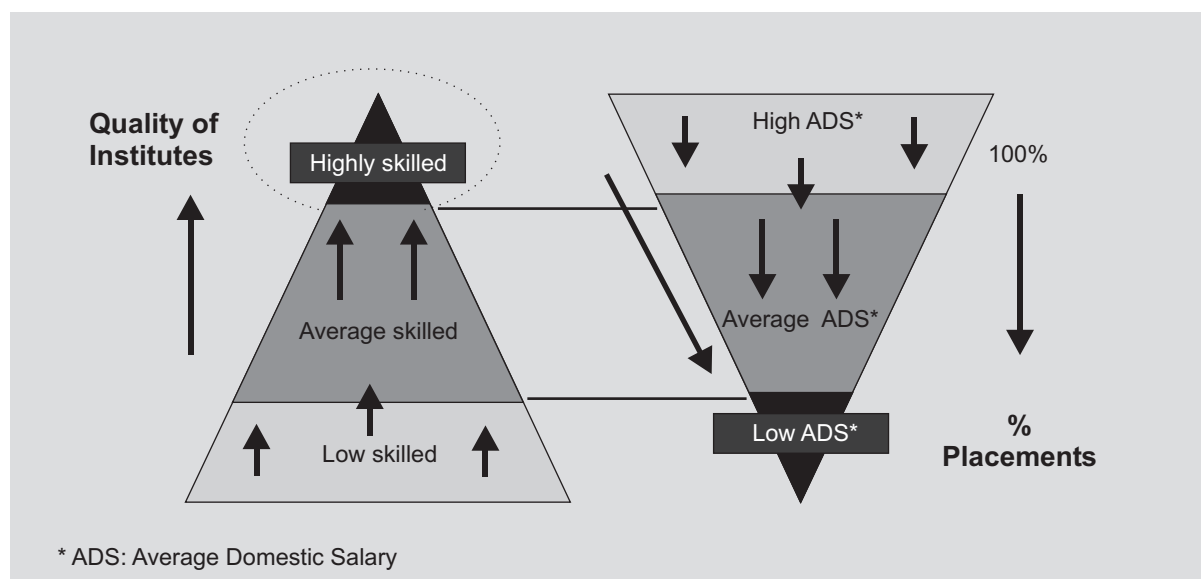 Quality of
Institutes
Highly skilled
Average skilled
Low skilled
High ADS*
100%
Average ADS*
Low ADS*
%
Placements
* ADS: Average Domestic Salary